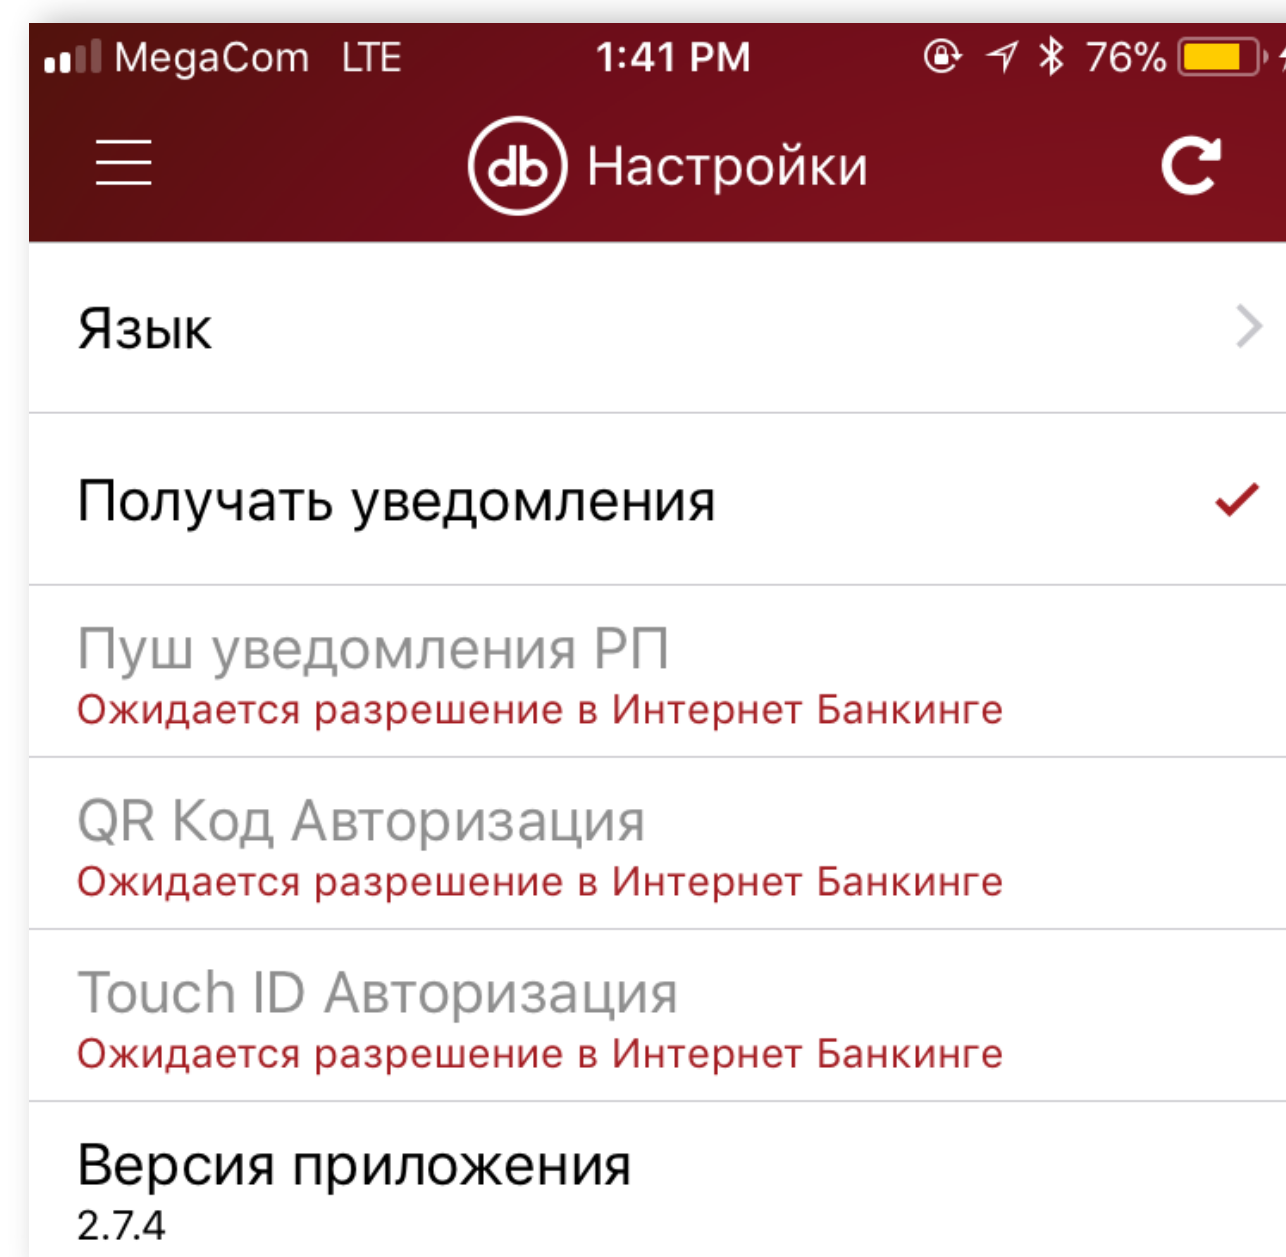 MegaCom LTE 1:41 PM 76%
db Настройки
Язык
Получать уведомления
Пуш уведомления РП
Ожидается разрешение в Интернет Банкинге
QR Код Авторизация
Ожидается разрешение в Интернет Банкинге
Touch ID Авторизация
Ожидается разрешение в Интернет Банкинге
Версия приложения
2.7.4